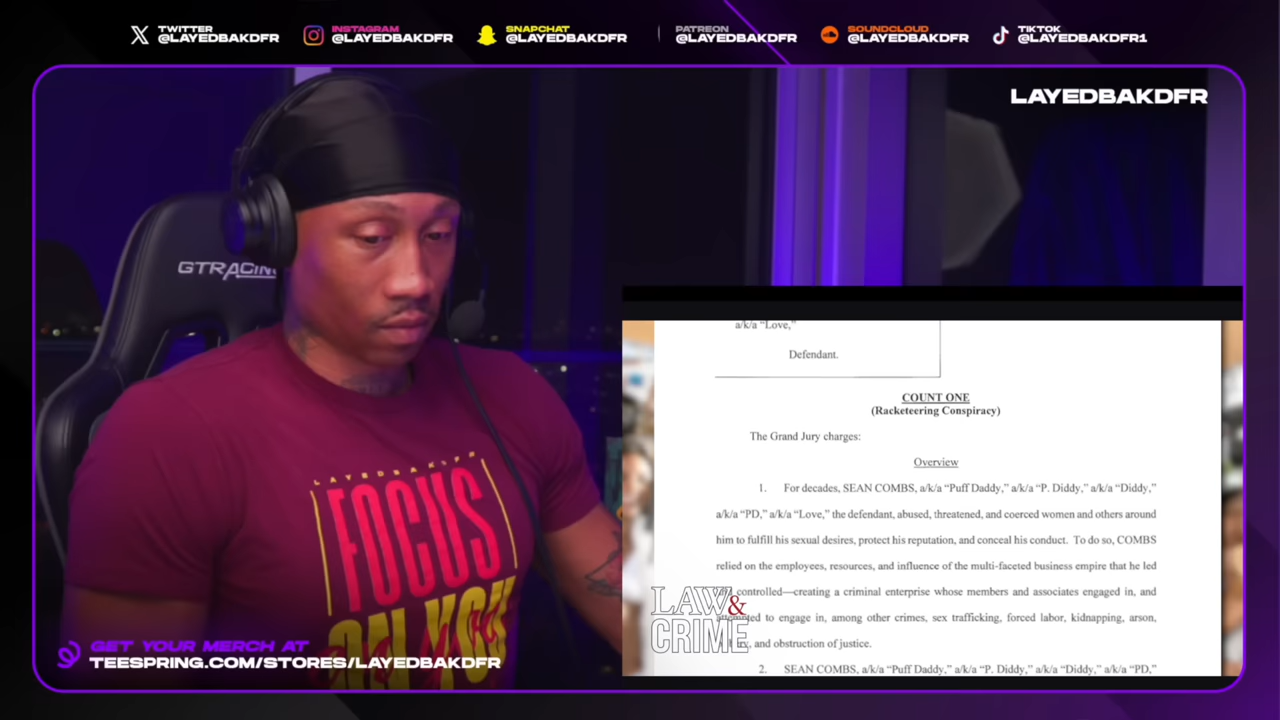 TWITTER
@LAYEDBAKDFR
INSTAGRAM
@LAYEDBAKDFR
SNAPCHAT
@LAYEDBAKDFR
PATREON
@LAYEDBAKDFR
SOUNDCLOUD
@LAYEDBAKDFR
TIKTOK
@LAYEDBAKDFR1
LAYEDBAKDFR
GTRACING
LAYEDBAKDFR
FOCUS
ON YOU
GET YOUR MERCH AT
TEESPRING.COM/STORES/LAYEDBAKDFR
a/k/a “Love,”
Defendant.
COUNT ONE
(Racketeering Conspiracy)
The Grand Jury charges:
Overview
1. For decades, SEAN COMBS, a/k/a “Puff Daddy,” a/k/a “P. Diddy,” a/k/a “Diddy,”
a/k/a “PD,” a/k/a “Love,” the defendant, abused, threatened, and coerced women and others around
him to fulfill his sexual desires, protect his reputation, and conceal his conduct. To do so, COMBS
relied on the employees, resources, and influence of the multi-faceted business empire that he led
controlled—creating a criminal enterprise whose members and associates engaged in, and
to engage in, among other crimes, sex trafficking, forced labor, kidnapping, arson,
and obstruction of justice.
2. SEAN COMBS, a/k/a “Puff Daddy,” a/k/a “P. Diddy,” a/k/a “Diddy,” a/k/a “PD,”
LAW&
CRIME